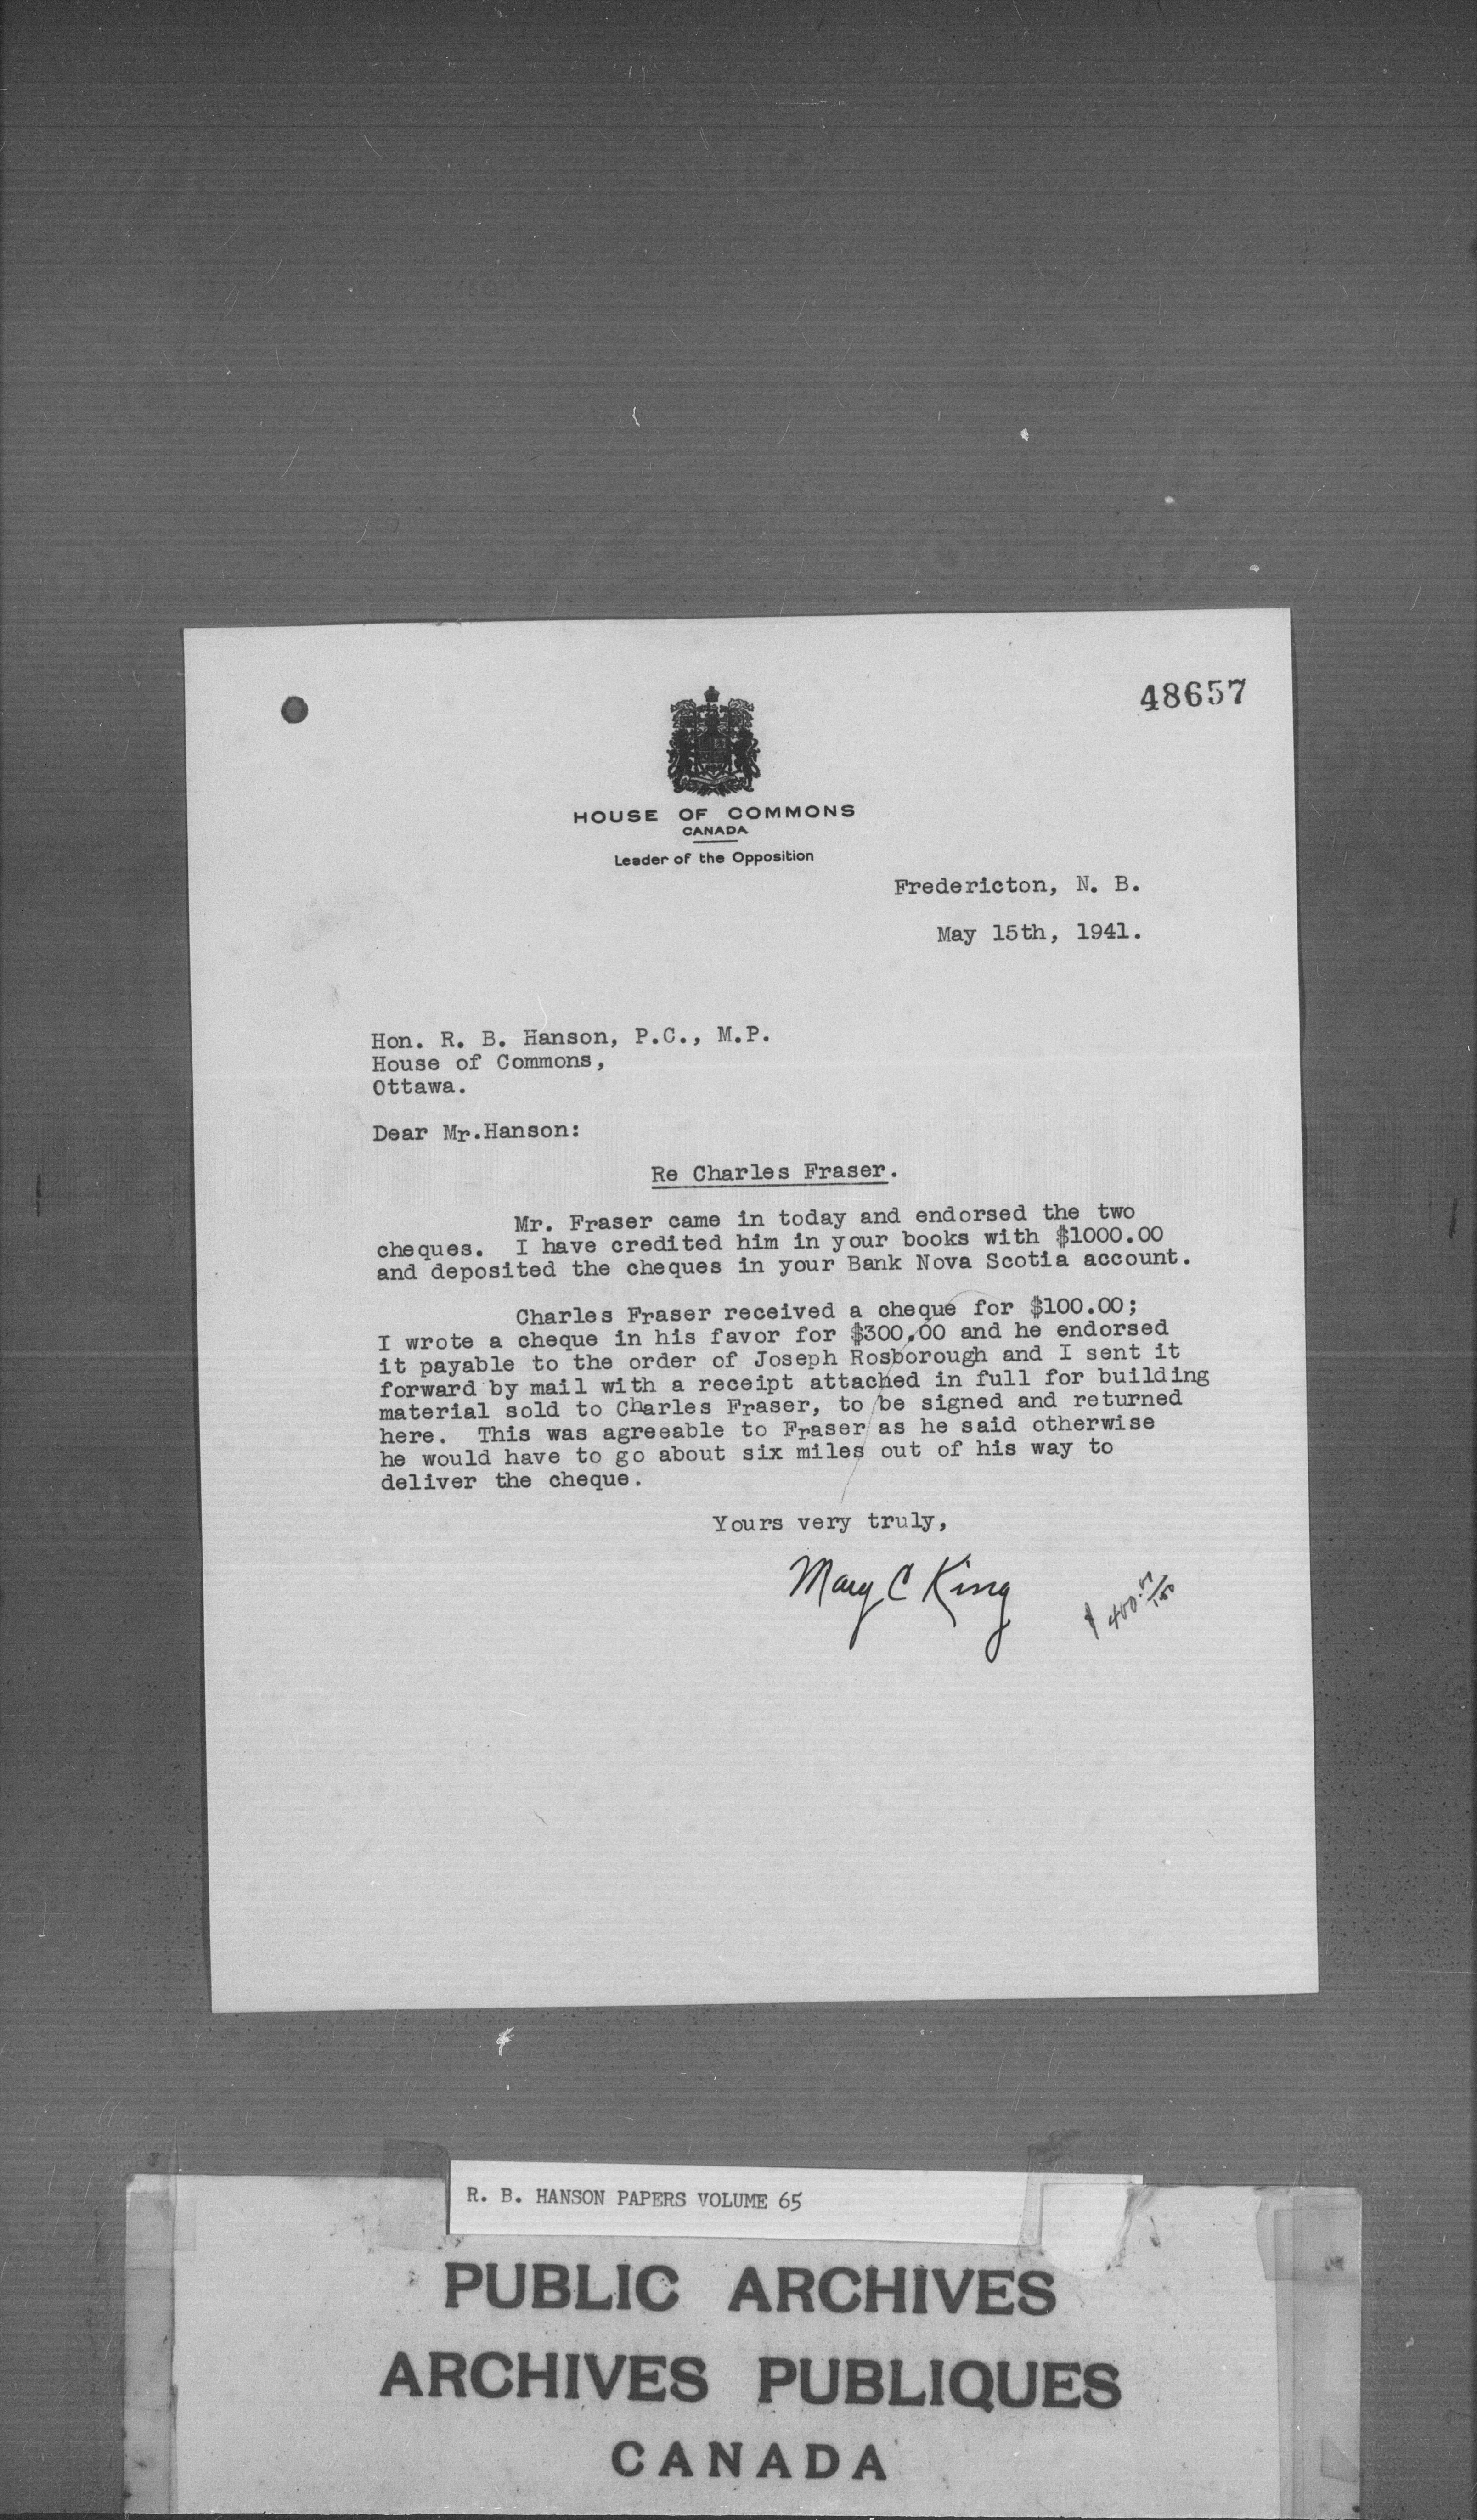 48657
HOUSE OF COMMONS
CANADA
Leader of the Opposition
Fredericton, N. B.
May 15th, 1941.
Hon. R. B. Hanson, P.C., M.P.
House of Commons,
Ottawa.
Dear Mr.Hanson:
Re Charles Fraser.
Mr. Fraser came in today and endorsed the two
cheques. I have credited him in your books with $1000.00
and deposited the cheques in your Bank Nova Scotia account.
Charles Fraser received a cheque for $100.00;
I wrote a cheque in his favor for $300.00 and he endorsed
it payable to the order of Joseph Rosborough and I sent it
forward by mail with a receipt attached in full for building
material sold to Charles Fraser, to be signed and returned
here. This was agreeable to Fraser as he said otherwise
he would have to go about six miles out of his way to
deliver the cheque.
Yours very truly,
Mary C King
$ 400.
R. B. HANSON PAPERS VOLUME 65
PUBLIC ARCHIVES
ARCHIVES PUBLIQUES
CANADA